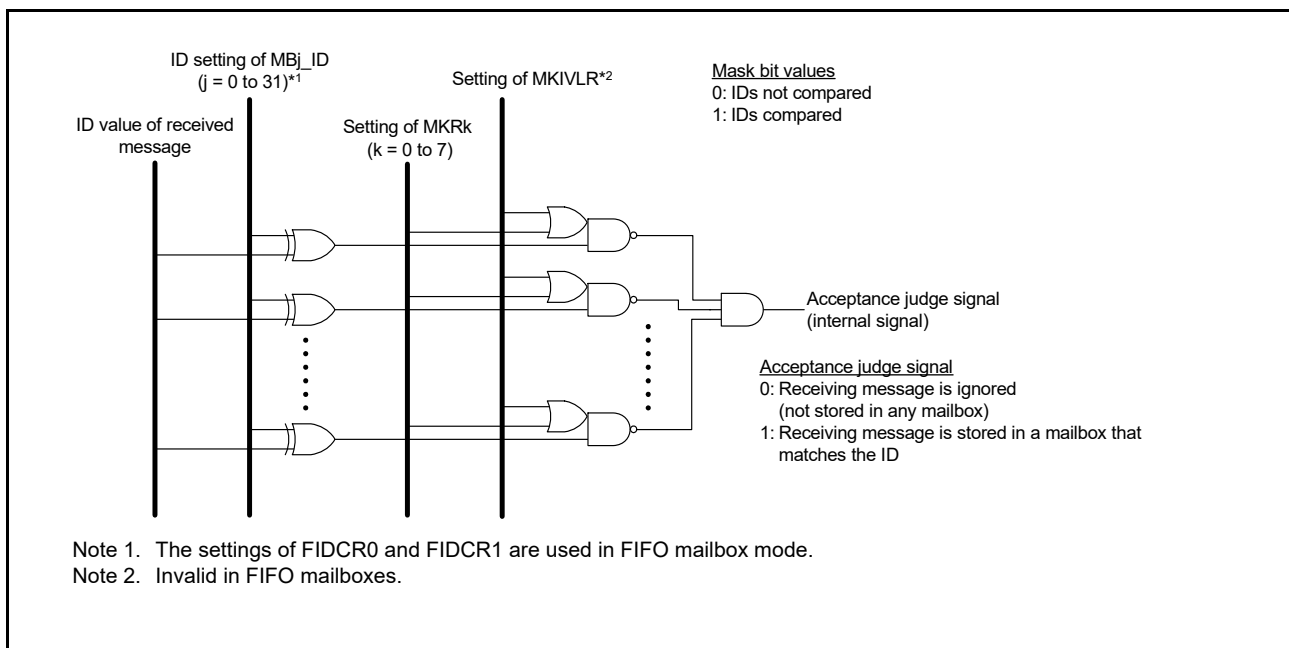 ID setting of MBj_ID
(j = 0 to 31)*1
Setting of MKIVLR*2
Mask bit values
0: IDs not compared
1: IDs compared
ID value of received
message
Setting of MKRk
(k = 0 to 7)
Acceptance judge signal
(internal signal)
Acceptance judge signal
0: Receiving message is ignored
(not stored in any mailbox)
1: Receiving message is stored in a mailbox that
matches the ID
Note 1. The settings of FIDCR0 and FIDCR1 are used in FIFO mailbox mode.
Note 2. Invalid in FIFO mailboxes.